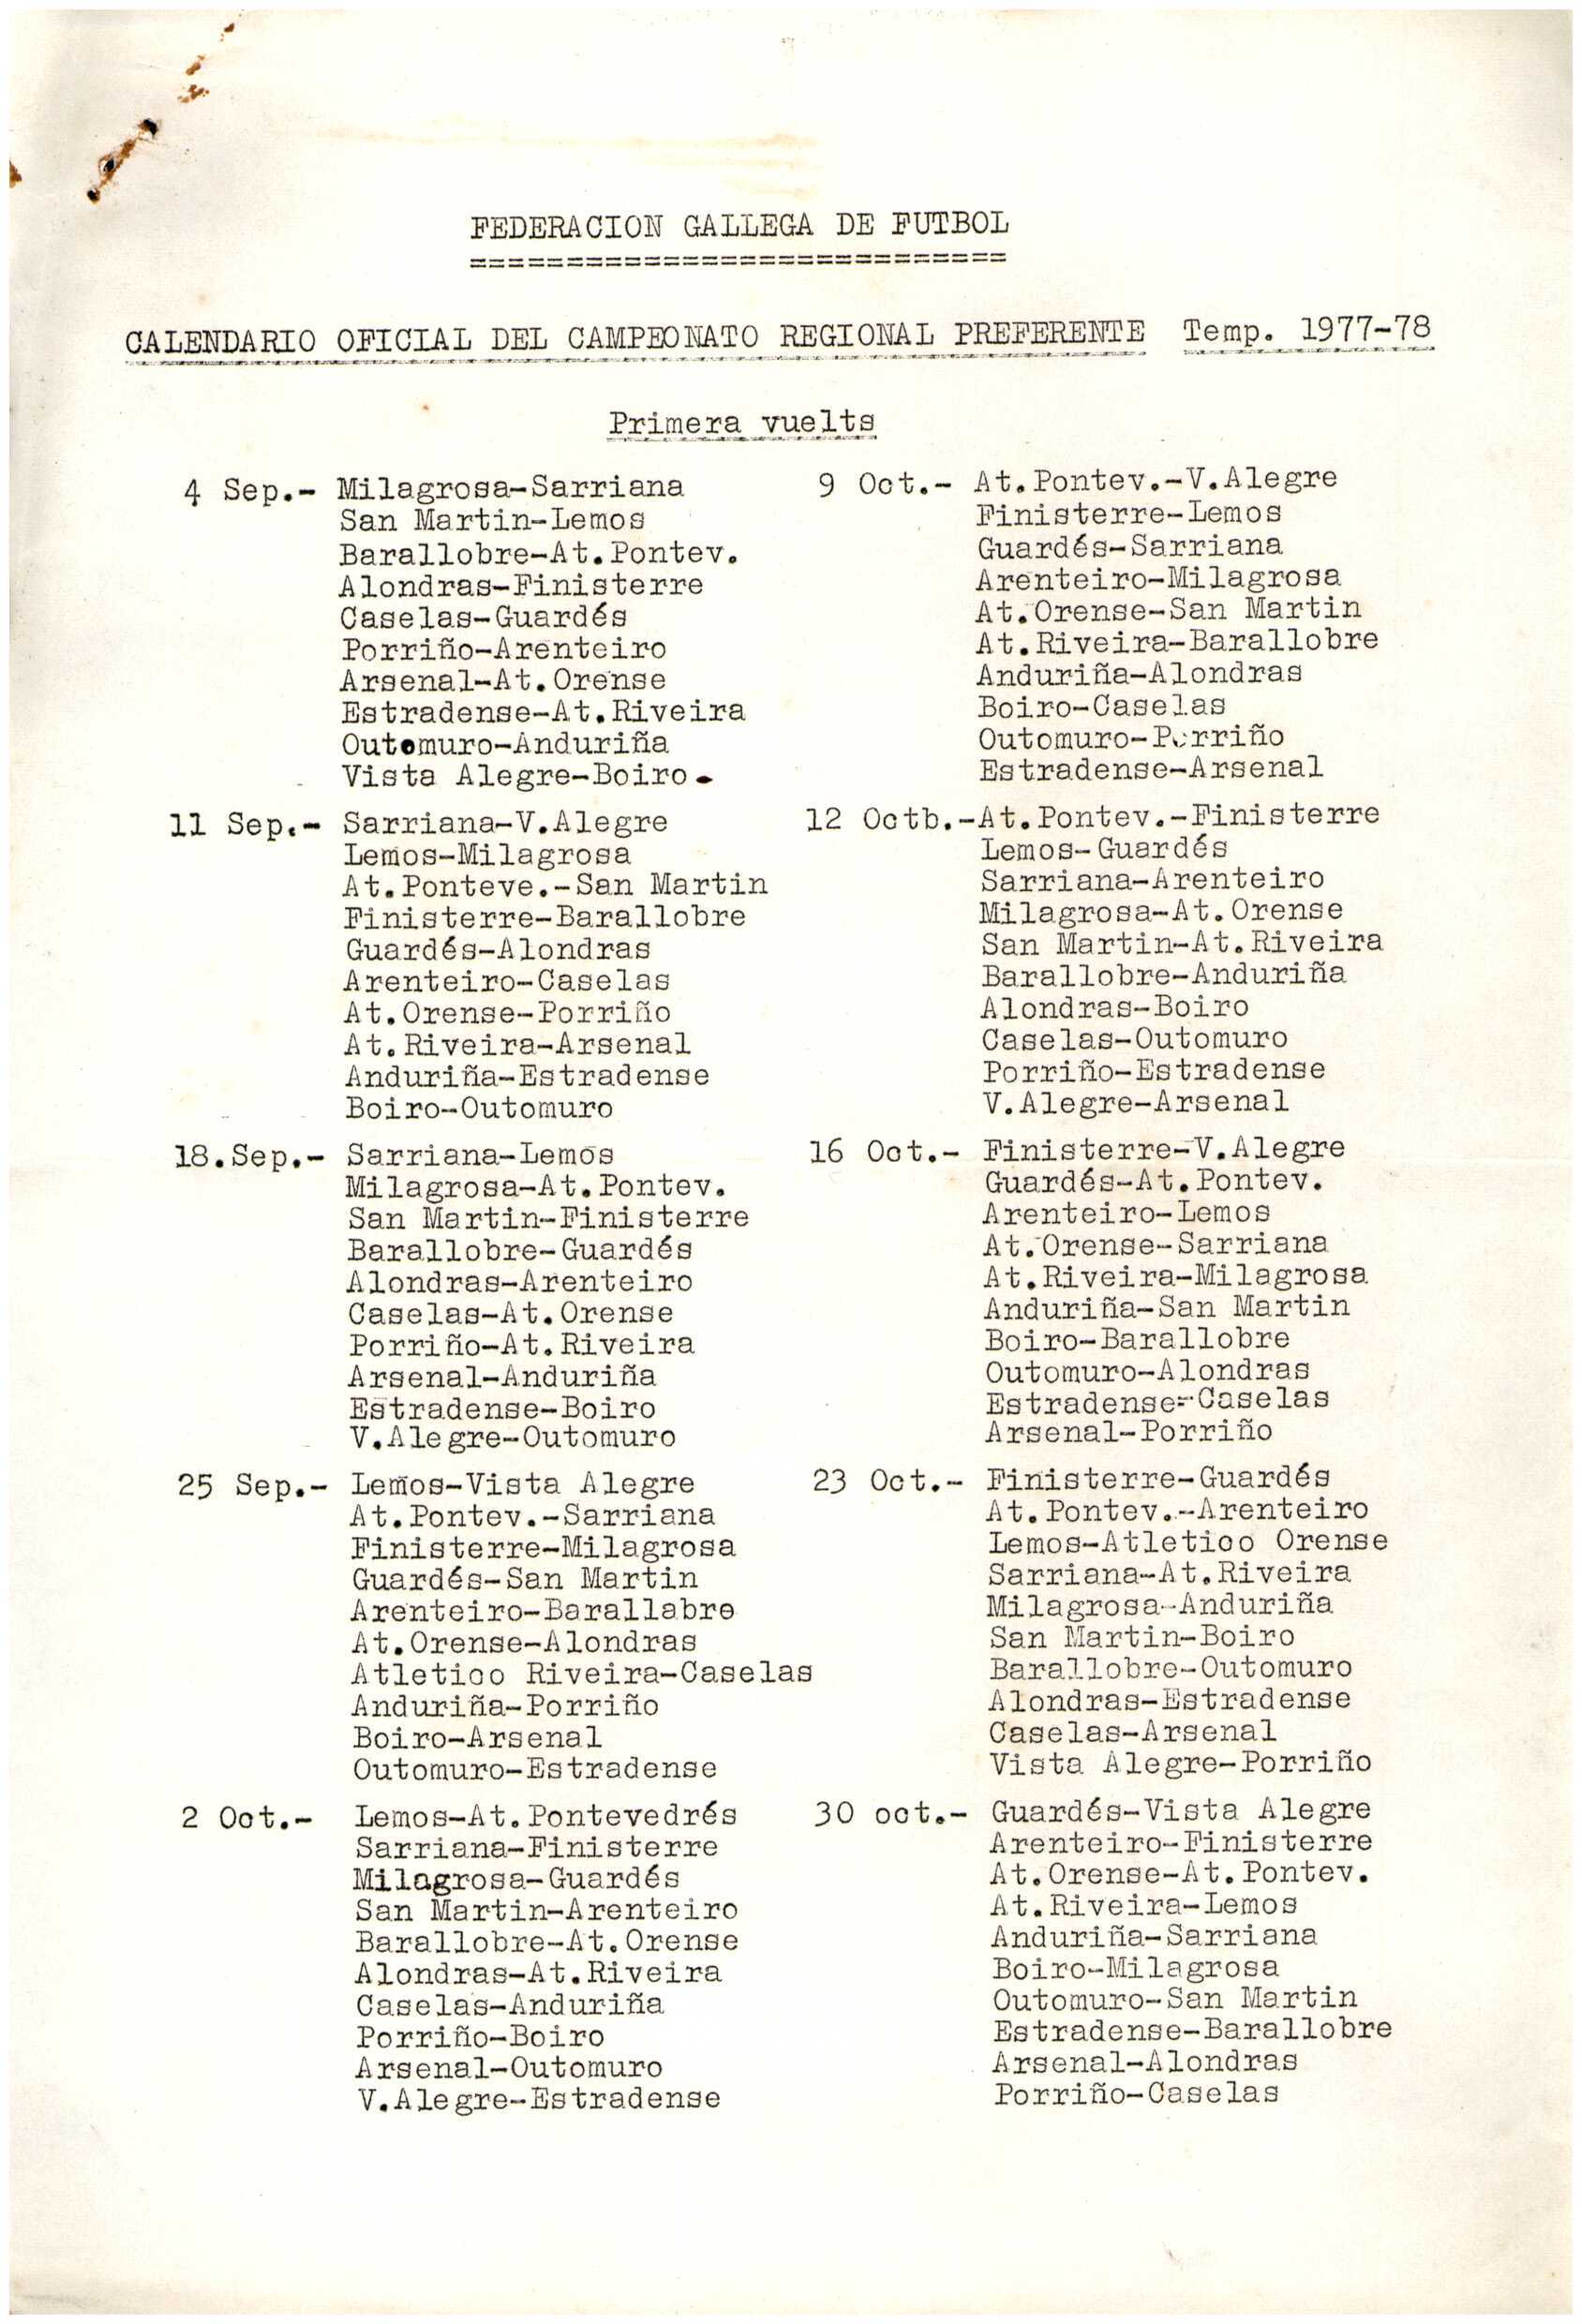 FEDERACION GALLEGA DE FUTBOL
============================
CALENDARIO OFICIAL DEL CAMPEONATO REGIONAL PREFERENTE Temp. 1977-78
Primera vuelts
4 Sep.- Milagrosa-Sarriana
San Martin-Lemos
Barallobre-At.Pontev.
Alondras-Finisterre
Caselas-Guardés
Porriño-Arenteiro
Arsenal-At.Orense
Estradense-At.Riveira
Outomuro-Anduriña
Vista Alegre-Boiro.
11 Sep.- Sarriana-V.Alegre
Lemos-Milagrosa
At.Ponteve.-San Martin
Finisterre-Barallobre
Guardés-Alondras
Arenteiro-Caselas
At.Orense-Porriño
At.Riveira-Arsenal
Anduriña-Estradense
Boiro-Outomuro
18.Sep.- Sarriana-Lemos
Milagrosa-At.Pontev.
San Martin-Finisterre
Barallobre-Guardés
Alondras-Arenteiro
Caselas-At.Orense
Porriño-At.Riveira
Arsenal-Anduriña
Estradense-Boiro
V.Alegre-Outomuro
25 Sep.- Lemos-Vista Alegre
At.Pontev.-Sarriana
Finisterre-Milagrosa
Guardés-San Martin
Arenteiro-Barallabre
At.Orense-Alondras
Atletico Riveira-Caselas
Anduriña-Porriño
Boiro-Arsenal
Outomuro-Estradense
2 Oct.- Lemos-At.Pontevedrés
Sarriana-Finisterre
Milagrosa-Guardés
San Martin-Arenteiro
Barallobre-At.Orense
Alondras-At.Riveira
Caselas-Anduriña
Porriño-Boiro
Arsenal-Outomuro
V.Alegre-Estradense
9 Oct.- At.Pontev.-V.Alegre
Finisterre-Lemos
Guardés-Sarriana
Arenteiro-Milagrosa
At.Orense-San Martin
At.Riveira-Barallobre
Anduriña-Alondras
Boiro-Caselas
Outomuro-Porriño
Estradense-Arsenal
12 Octb.-At.Pontev.-Finisterre
Lemos-Guardés
Sarriana-Arenteiro
Milagrosa-At.Orense
San Martin-At.Riveira
Barallobre-Anduriña
Alondras-Boiro
Caselas-Outomuro
Porriño-Estradense
V.Alegre-Arsenal
16 Oct.- Finisterre-V.Alegre
Guardés-At.Pontev.
Arenteiro-Lemos
At.Orense-Sarriana
At.Riveira-Milagrosa
Anduriña-San Martin
Boiro-Barallobre
Outomuro-Alondras
Estradense-Caselas
Arsenal-Porriño
23 Oct.- Finisterre-Guardés
At.Pontev.-Arenteiro
Lemos-Atletico Orense
Sarriana-At.Riveira
Milagrosa-Anduriña
San Martin-Boiro
Barallobre-Outomuro
Alondras-Estradense
Caselas-Arsenal
Vista Alegre-Porriño
30 oct.- Guardés-Vista Alegre
Arenteiro-Finisterre
At.Orense-At.Pontev.
At.Riveira-Lemos
Anduriña-Sarriana
Boiro-Milagrosa
Outomuro-San Martin
Estradense-Barallobre
Arsenal-Alondras
Porriño-Caselas